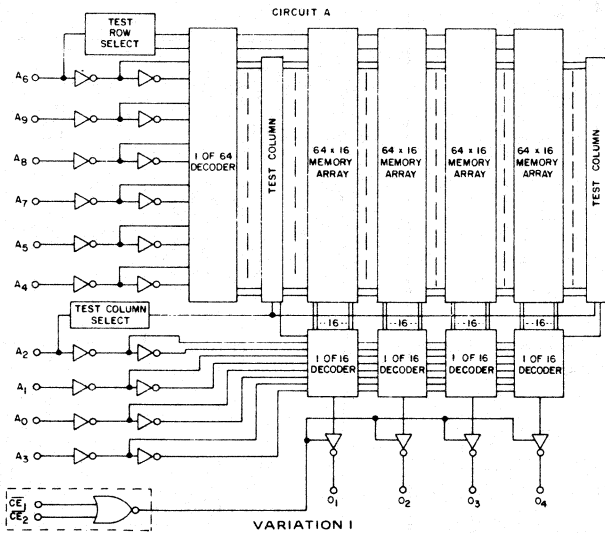 CIRCUIT A
TEST
ROW
SELECT
A6
A9
A8
A7
A5
A4
1 OF 64
DECODER
TEST COLUMN
64 x 16
MEMORY
ARRAY
64 x 16
MEMORY
ARRAY
64 x 16
MEMORY
ARRAY
64 x 16
MEMORY
ARRAY
TEST COLUMN
TEST COLUMN
SELECT
··16··
··16··
··16··
··16··
A2
A1
A0
A3
1 OF 16
DECODER
1 OF 16
DECODER
1 OF 16
DECODER
1 OF 16
DECODER
O1
O2
O3
O4
CE1
CE2
VARIATION I